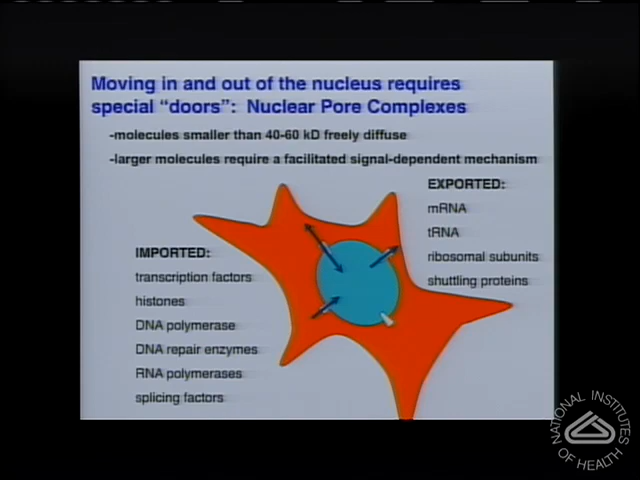 Moving in and out of the nucleus requires
special “doors”: Nuclear Pore Complexes
-molecules smaller than 40-60 kD freely diffuse
-larger molecules require a facilitated signal-dependent mechanism
EXPORTED:
mRNA
tRNA
ribosomal subunits
shuttling proteins
IMPORTED:
transcription factors
histones
DNA polymerase
DNA repair enzymes
RNA polymerases
splicing factors
NATIONAL INSTITUTES
OF HEALTH